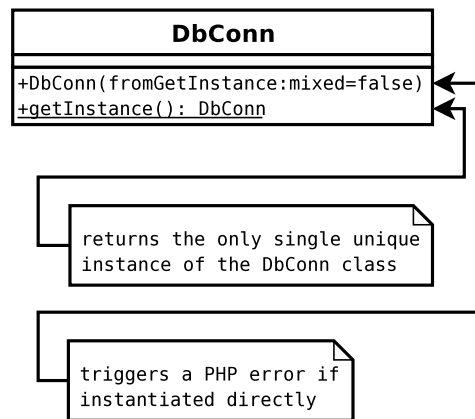 DbConn
+DbConn(fromGetInstance:mixed=false)
+getInstance(): DbConn
returns the only single unique
instance of the DbConn class
triggers a PHP error if
instantiated directly